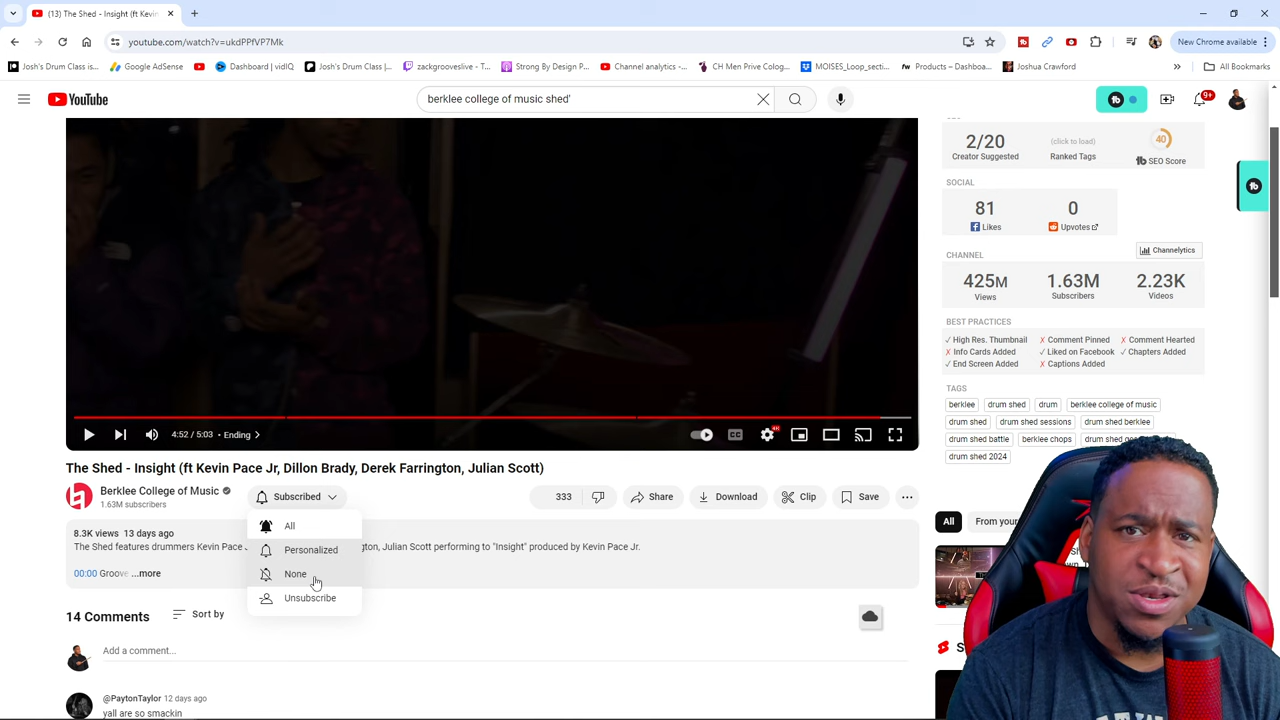 (13) The Shed - Insight (ft Kevin
youtube.com/watch?v=ukdPPfVP7Mk
New Chrome available
Josh's Drum Class is...
Google AdSense
Dashboard | vidIQ
Josh's Drum Class |...
zackgrooveslive - T...
Strong By Design P...
Channel analytics -...
CH Men Prive Colog...
MOISES_Loop_secti...
Products – Dashboa...
Joshua Crawford
All Bookmarks
YouTube
berklee college of music shed'
9+
2/20
Creator Suggested
(click to load)
Ranked Tags
40
SEO Score
SOCIAL
81
Likes
0
Upvotes
CHANNEL
Channelytics
425M
Views
1.63M
Subscribers
2.23K
Videos
BEST PRACTICES
✓ High Res. Thumbnail
✗ Comment Pinned
✗ Comment Hearted
✗ Info Cards Added
✓ Liked on Facebook
✓ Chapters Added
✓ End Screen Added
✗ Captions Added
TAGS
berklee
drum shed
drum
berklee college of music
drum shed
drum shed sessions
drum shed berklee
drum shed battle
berklee chops
drum shed
drum shed 2024
4:52 / 5:03 • Ending
The Shed - Insight (ft Kevin Pace Jr, Dillon Brady, Derek Farrington, Julian Scott)
Berklee College of Music
1.63M subscribers
Subscribed
333
Share
Download
Clip
Save
All
Personalized
None
Unsubscribe
8.3K views 13 days ago
The Shed features drummers Kevin Pace gton, Julian Scott performing to "Insight" produced by Kevin Pace Jr.
00:00 Groove ...more
All
From your
14 Comments
Sort by
Add a comment...
@PaytonTaylor 12 days ago
yall are so smackin